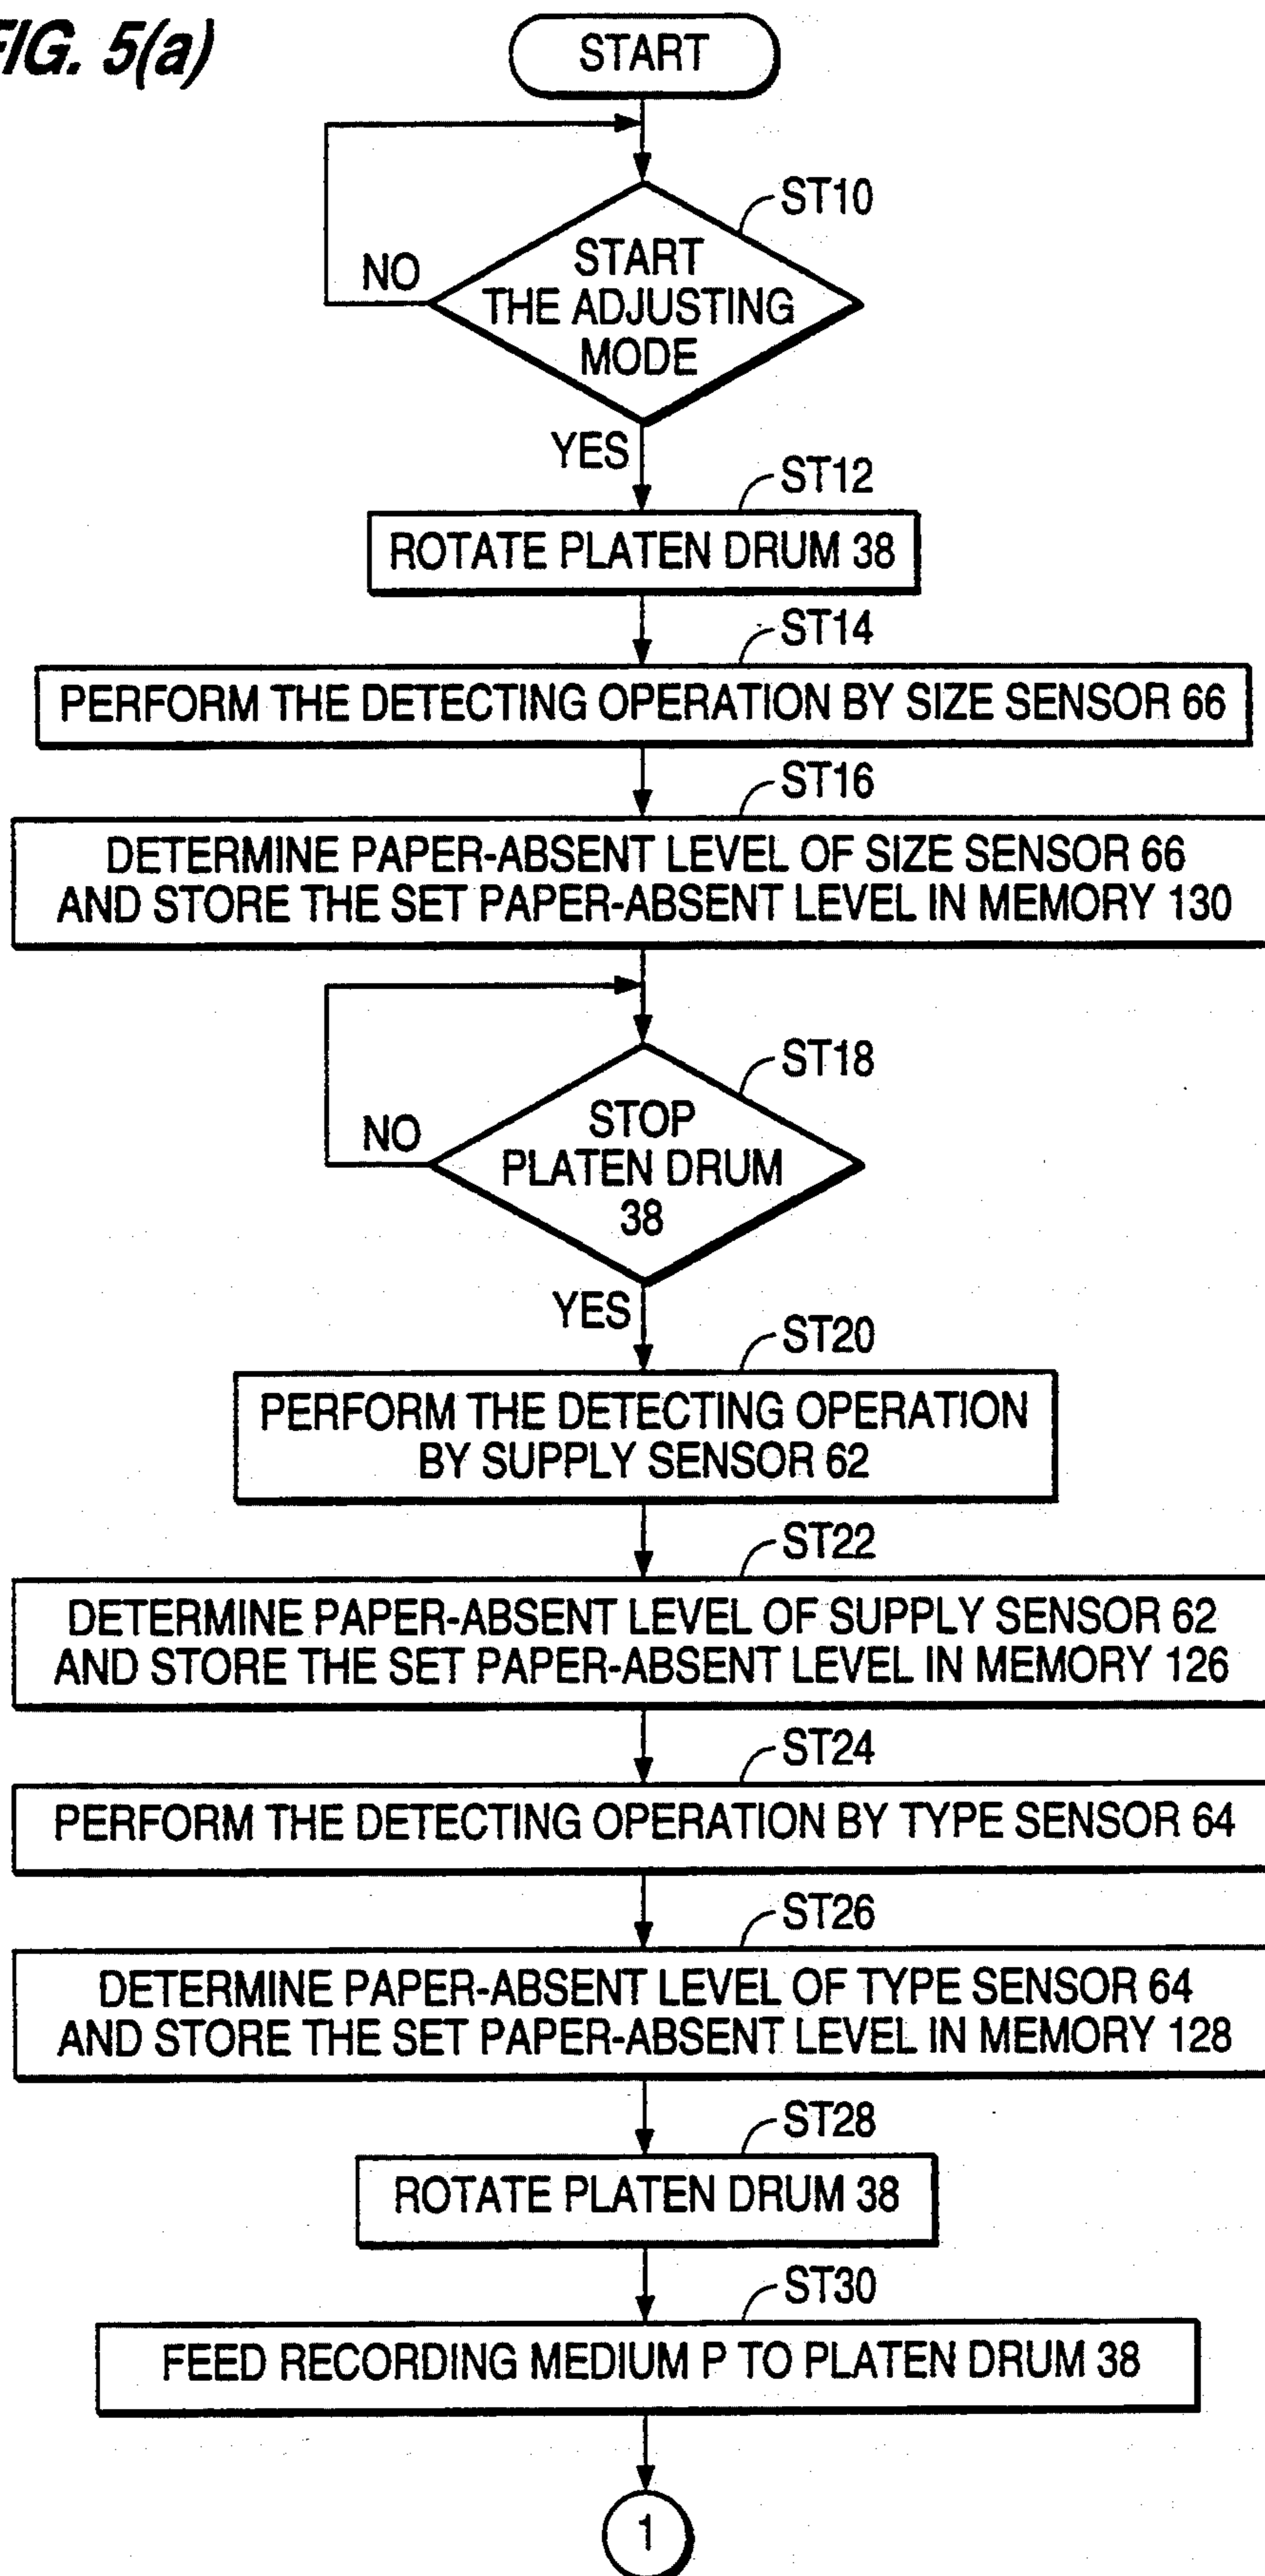 FIG. 5(a)
START
ST10
START
THE ADJUSTING
MODE
NO
YES
ST12
ROTATE PLATEN DRUM 38
ST14
PERFORM THE DETECTING OPERATION BY SIZE SENSOR 66
ST16
DETERMINE PAPER-ABSENT LEVEL OF SIZE SENSOR 66
AND STORE THE SET PAPER-ABSENT LEVEL IN MEMORY 130
ST18
STOP
PLATEN DRUM
38
NO
YES
ST20
PERFORM THE DETECTING OPERATION
BY SUPPLY SENSOR 62
ST22
DETERMINE PAPER-ABSENT LEVEL OF SUPPLY SENSOR 62
AND STORE THE SET PAPER-ABSENT LEVEL IN MEMORY 126
ST24
PERFORM THE DETECTING OPERATION BY TYPE SENSOR 64
ST26
DETERMINE PAPER-ABSENT LEVEL OF TYPE SENSOR 64
AND STORE THE SET PAPER-ABSENT LEVEL IN MEMORY 128
ST28
ROTATE PLATEN DRUM 38
ST30
FEED RECORDING MEDIUM P TO PLATEN DRUM 38
1